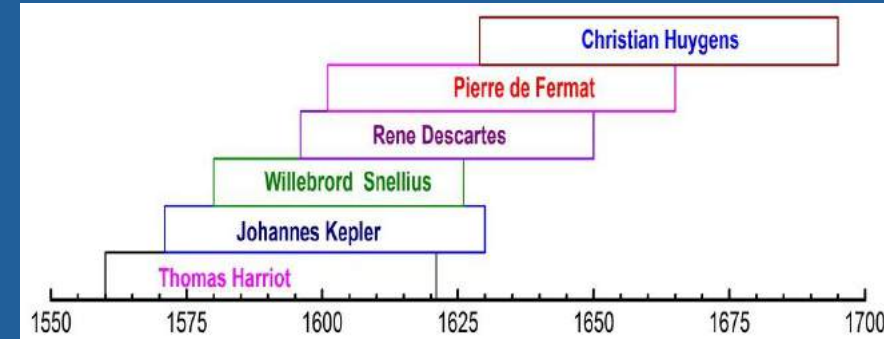 Christian Huygens
Pierre de Fermat
Rene Descartes
Willebrord Snellius
Johannes Kepler
Thomas Harriot
1550 1575 1600 1625 1650 1675 1700